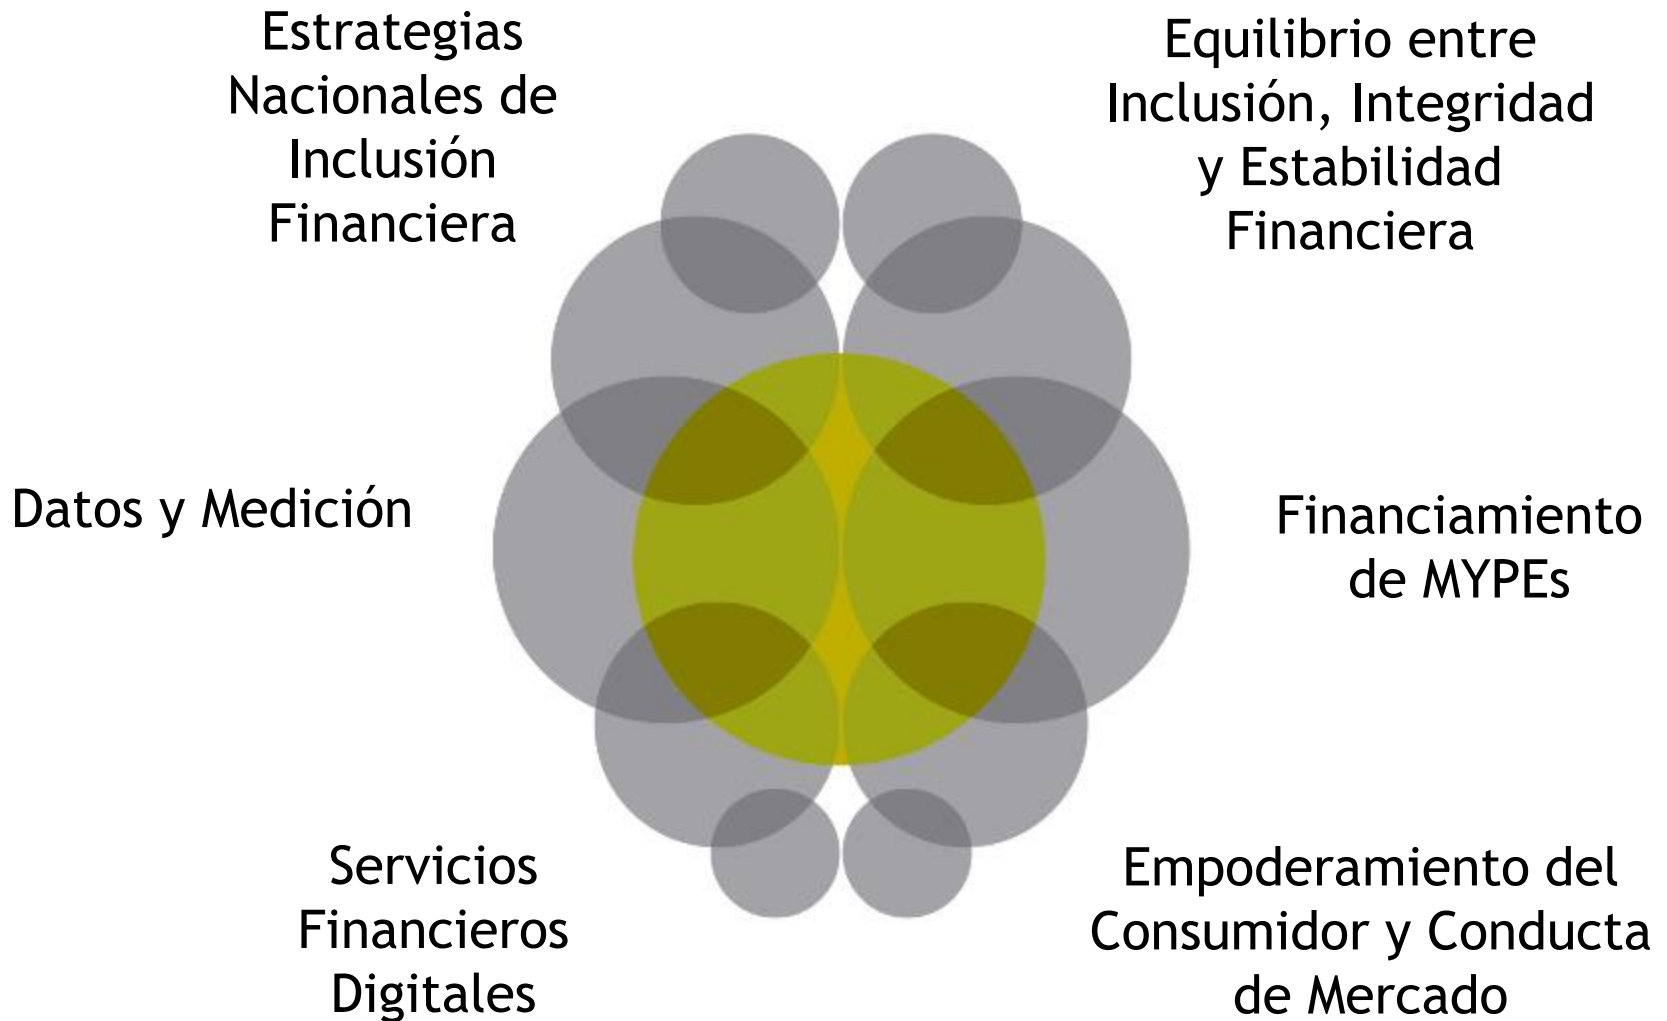 Estrategias
Nacionales de
Inclusión
Financiera
Equilibrio entre
Inclusión, Integridad
y Estabilidad
Financiera
Datos y Medición
Financiamiento
de MYPEs
Servicios
Financieros
Digitales
Empoderamiento del
Consumidor y Conducta
de Mercado